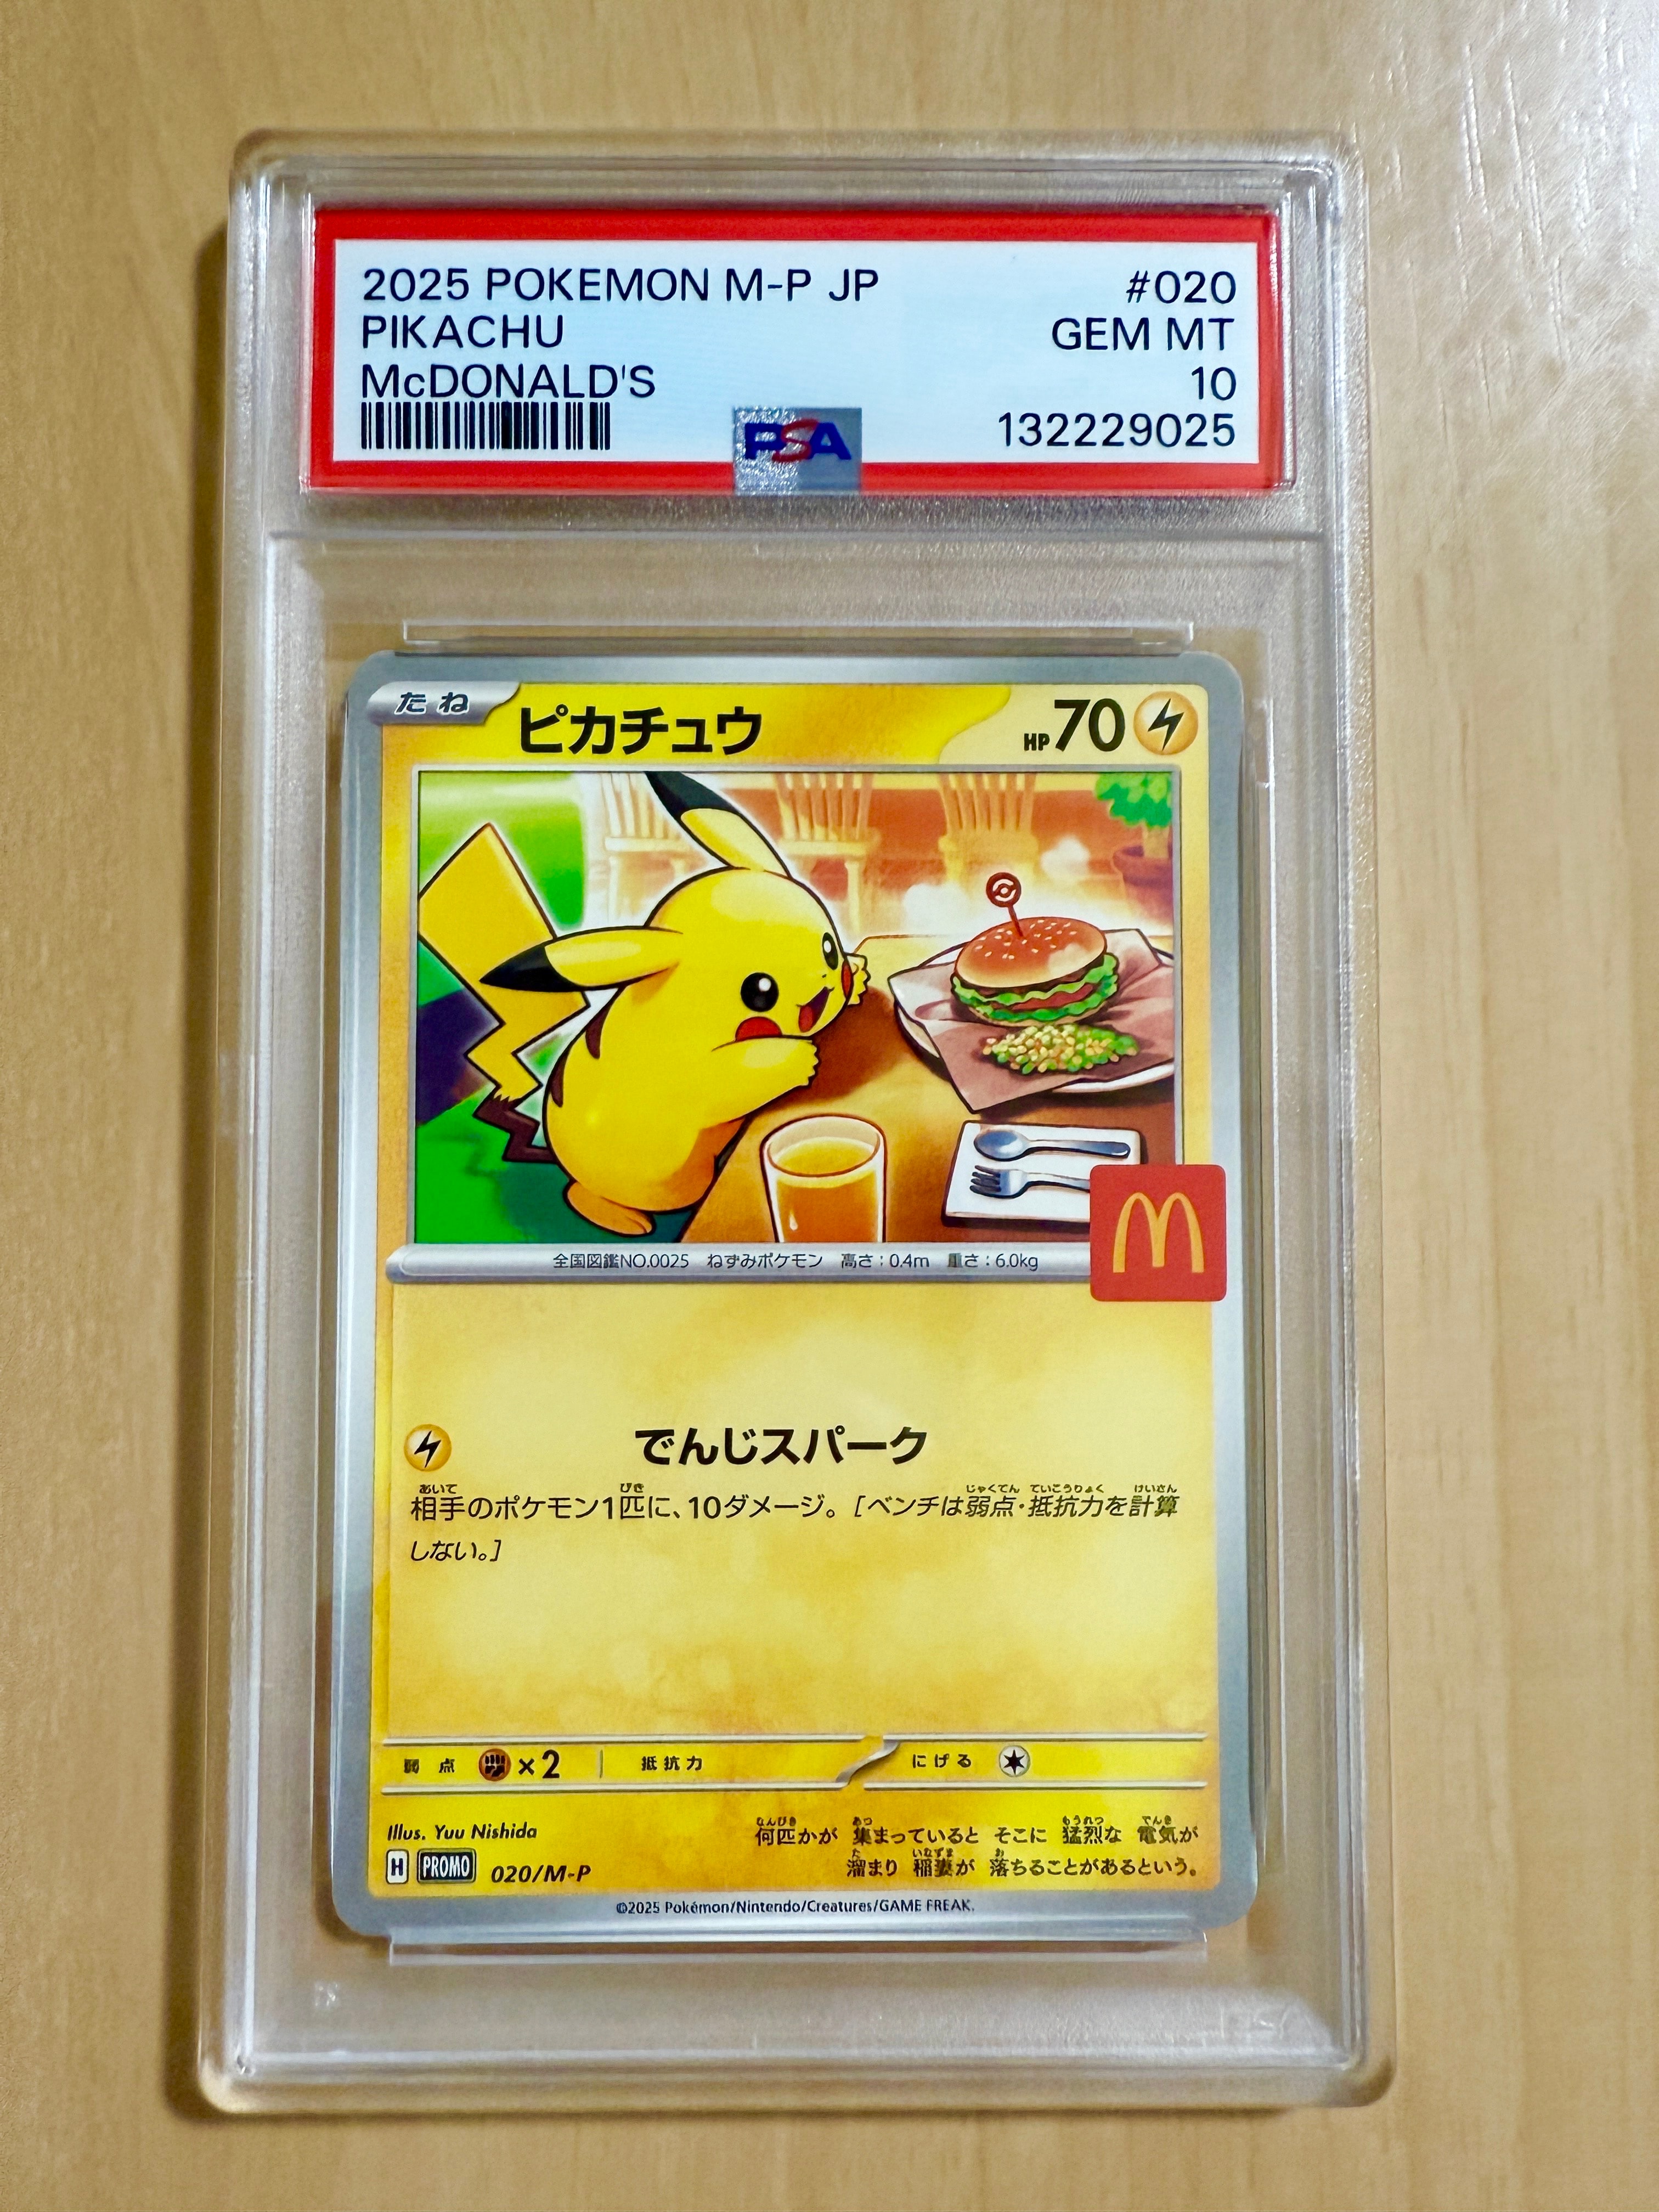 2025 POKEMON M-P JP #020
PIKACHU GEM MT
McDONALD'S 10
PSA 132229025
たね ピカチュウ HP70
全国図鑑NO.0025 ねずみポケモン 高さ：0.4m 重さ：6.0kg
M
でんじスパーク
相手のポケモン1匹に、10ダメージ。［ベンチは弱点・抵抗力を計算
しない。］
弱点 ×2 抵抗力 にげる
Illus. Yuu Nishida
何匹かが 集まっていると そこに 猛烈な 電気が
溜まり 稲妻が 落ちることがあるという。
H PROMO 020/M-P
©2025 Pokémon/Nintendo/Creatures/GAME FREAK.